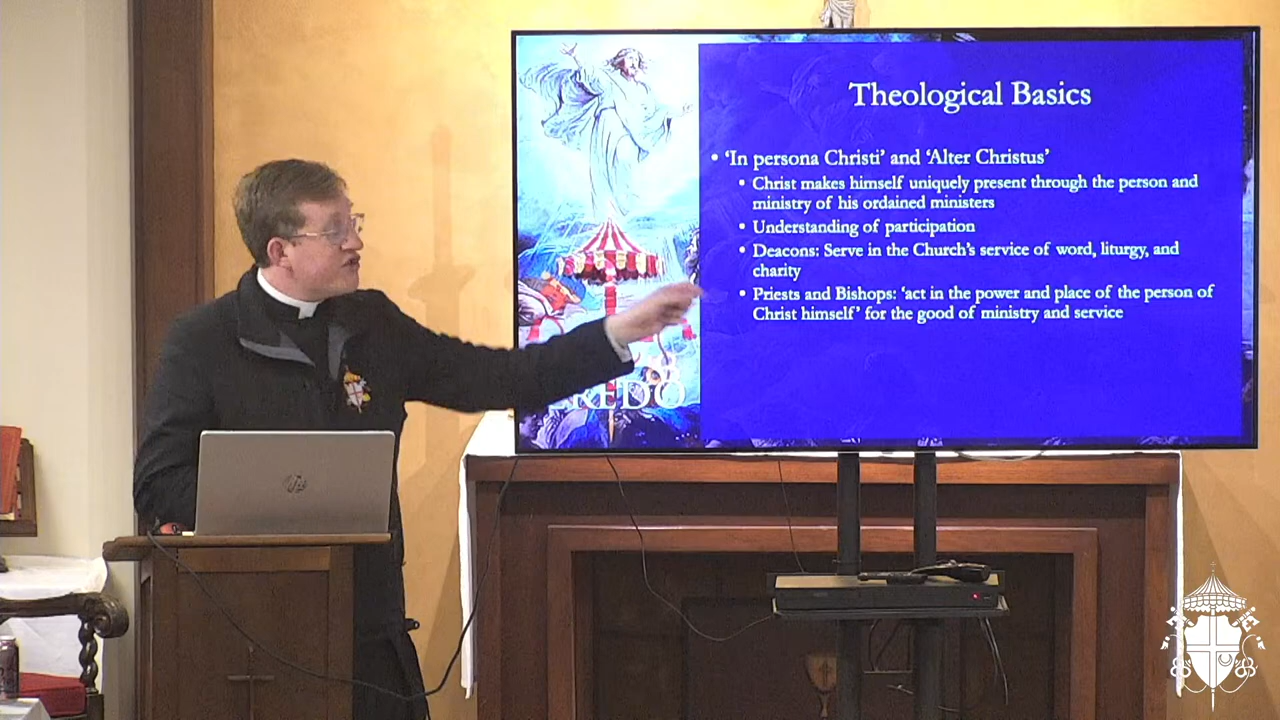 Theological Basics
• 'In persona Christi' and 'Alter Christus'
• Christ makes himself uniquely present through the person and
ministry of his ordained ministers
• Understanding of participation
• Deacons: Serve in the Church's service of word, liturgy, and
charity
• Priests and Bishops: 'act in the power and place of the person of
Christ himself' for the good of ministry and service
REDO
hp